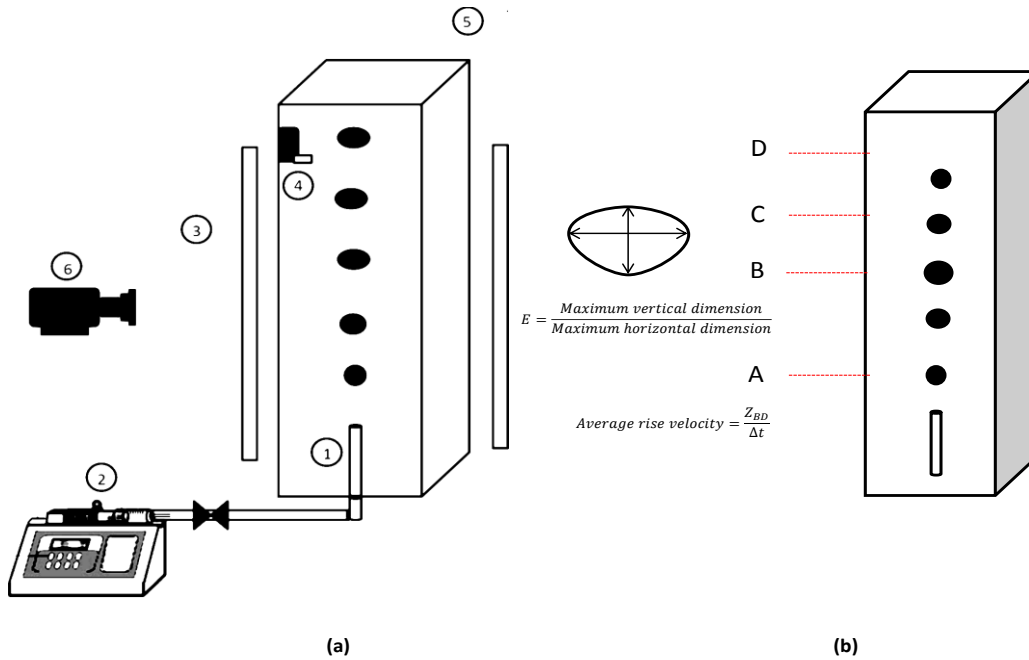 5
4
3
6
1
2
(a)
D
C
B
A
E = Maximum vertical dimension / Maximum horizontal dimension
Average rise velocity = Z_BD / Δt
(b)